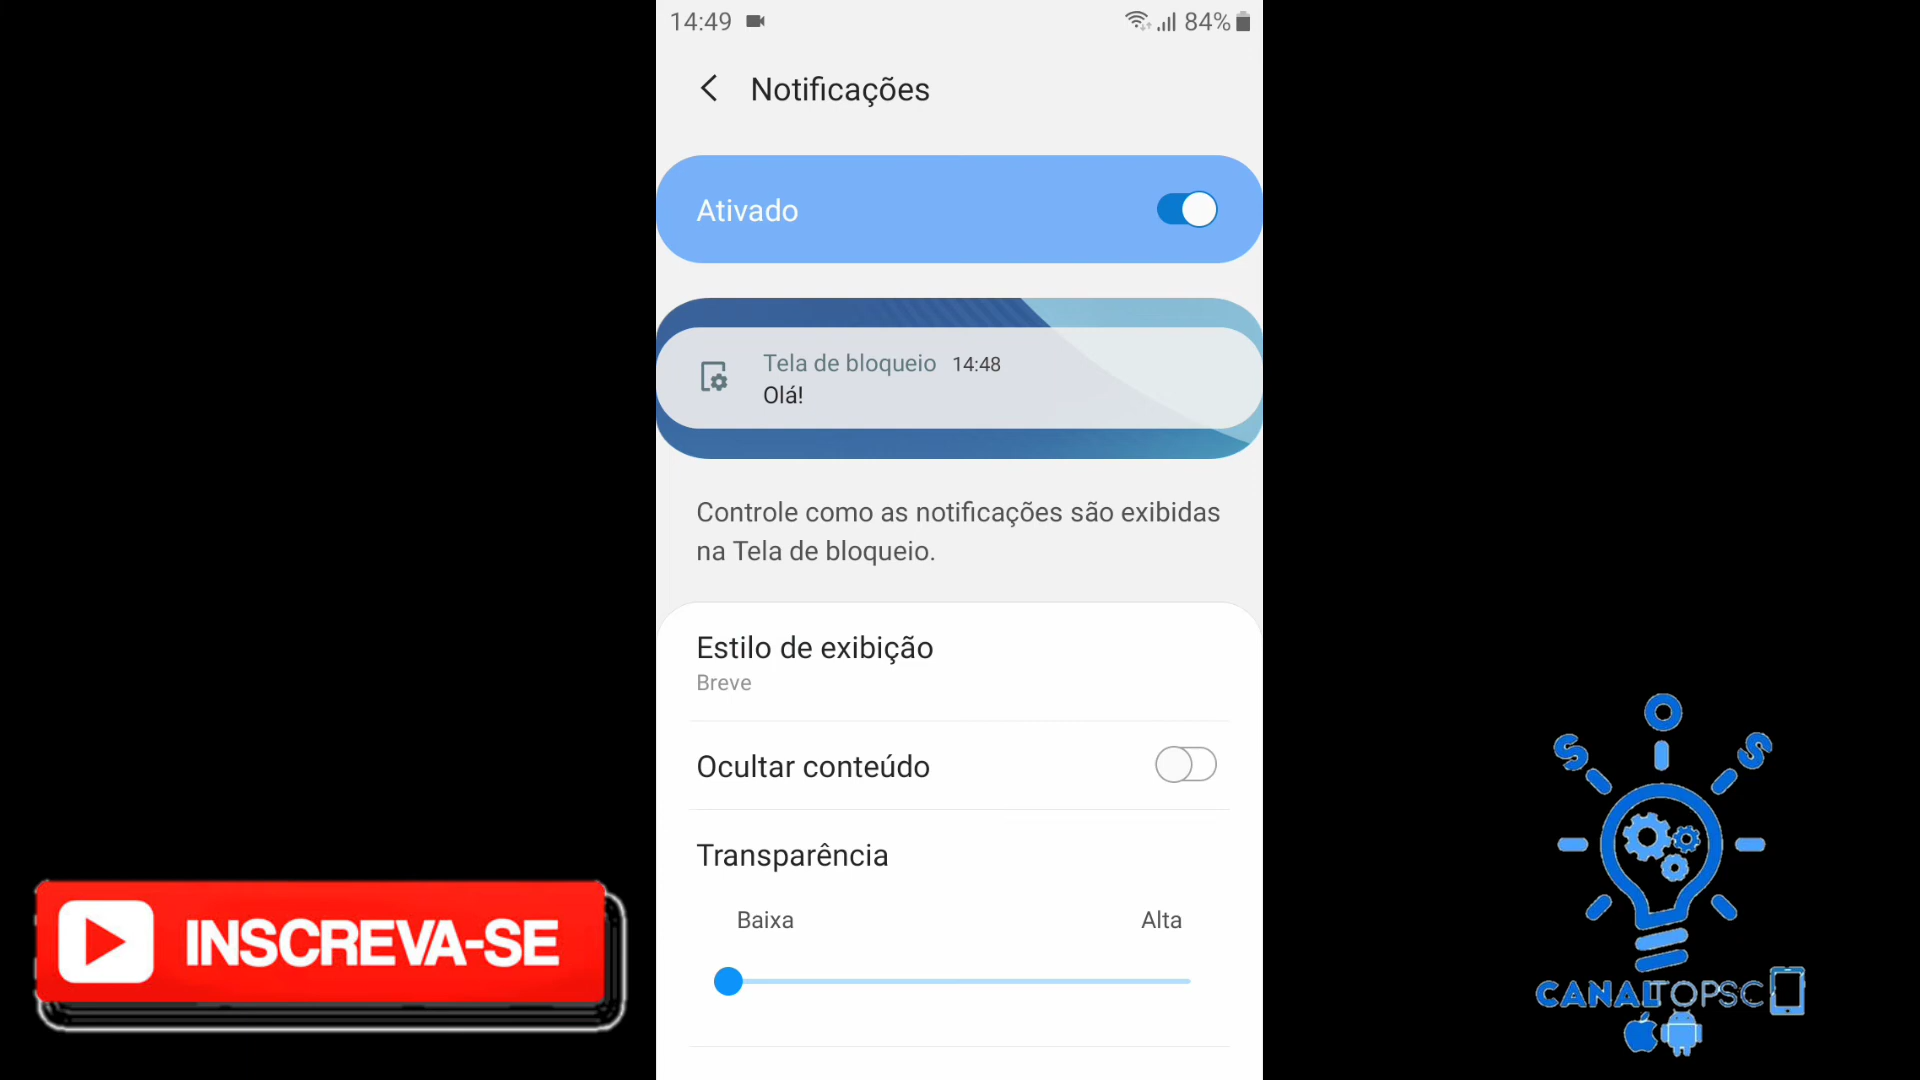 14:49
84%
Notificações
Ativado
Tela de bloqueio 14:48
Olá!
Controle como as notificações são exibidas
na Tela de bloqueio.
Estilo de exibição
Breve
Ocultar conteúdo
Transparência
Baixa
Alta
INSCREVA-SE
S O S
CANALTOPSC